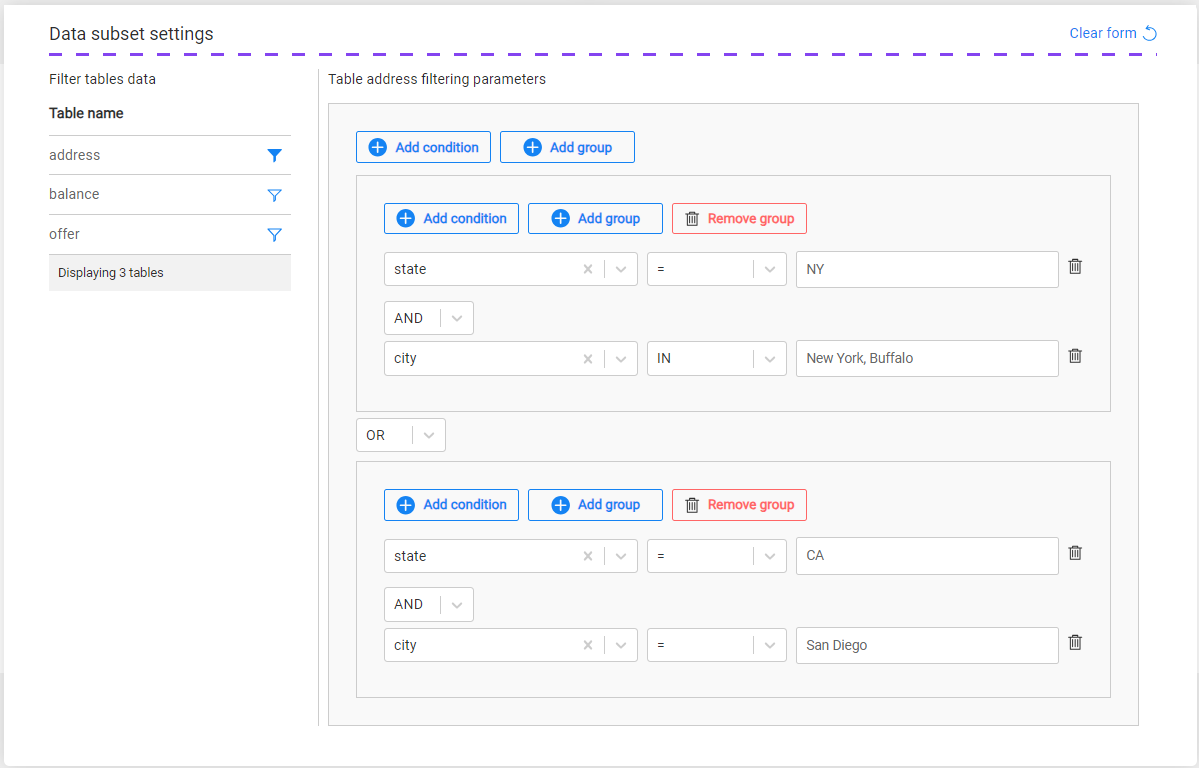 Data subset settings
Clear form
Filter tables data
Table name
address
balance
offer
Displaying 3 tables
Table address filtering parameters
Add condition Add group
Add condition Add group Remove group
state = NY
AND
city IN New York, Buffalo
OR
Add condition Add group Remove group
state = CA
AND
city = San Diego